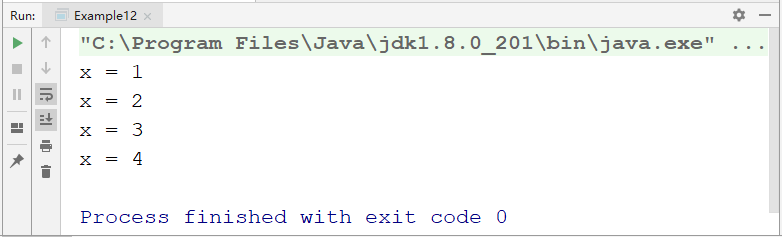 Run: Example12
"C:\Program Files\Java\jdk1.8.0_201\bin\java.exe" ...
x = 1
x = 2
x = 3
x = 4
Process finished with exit code 0